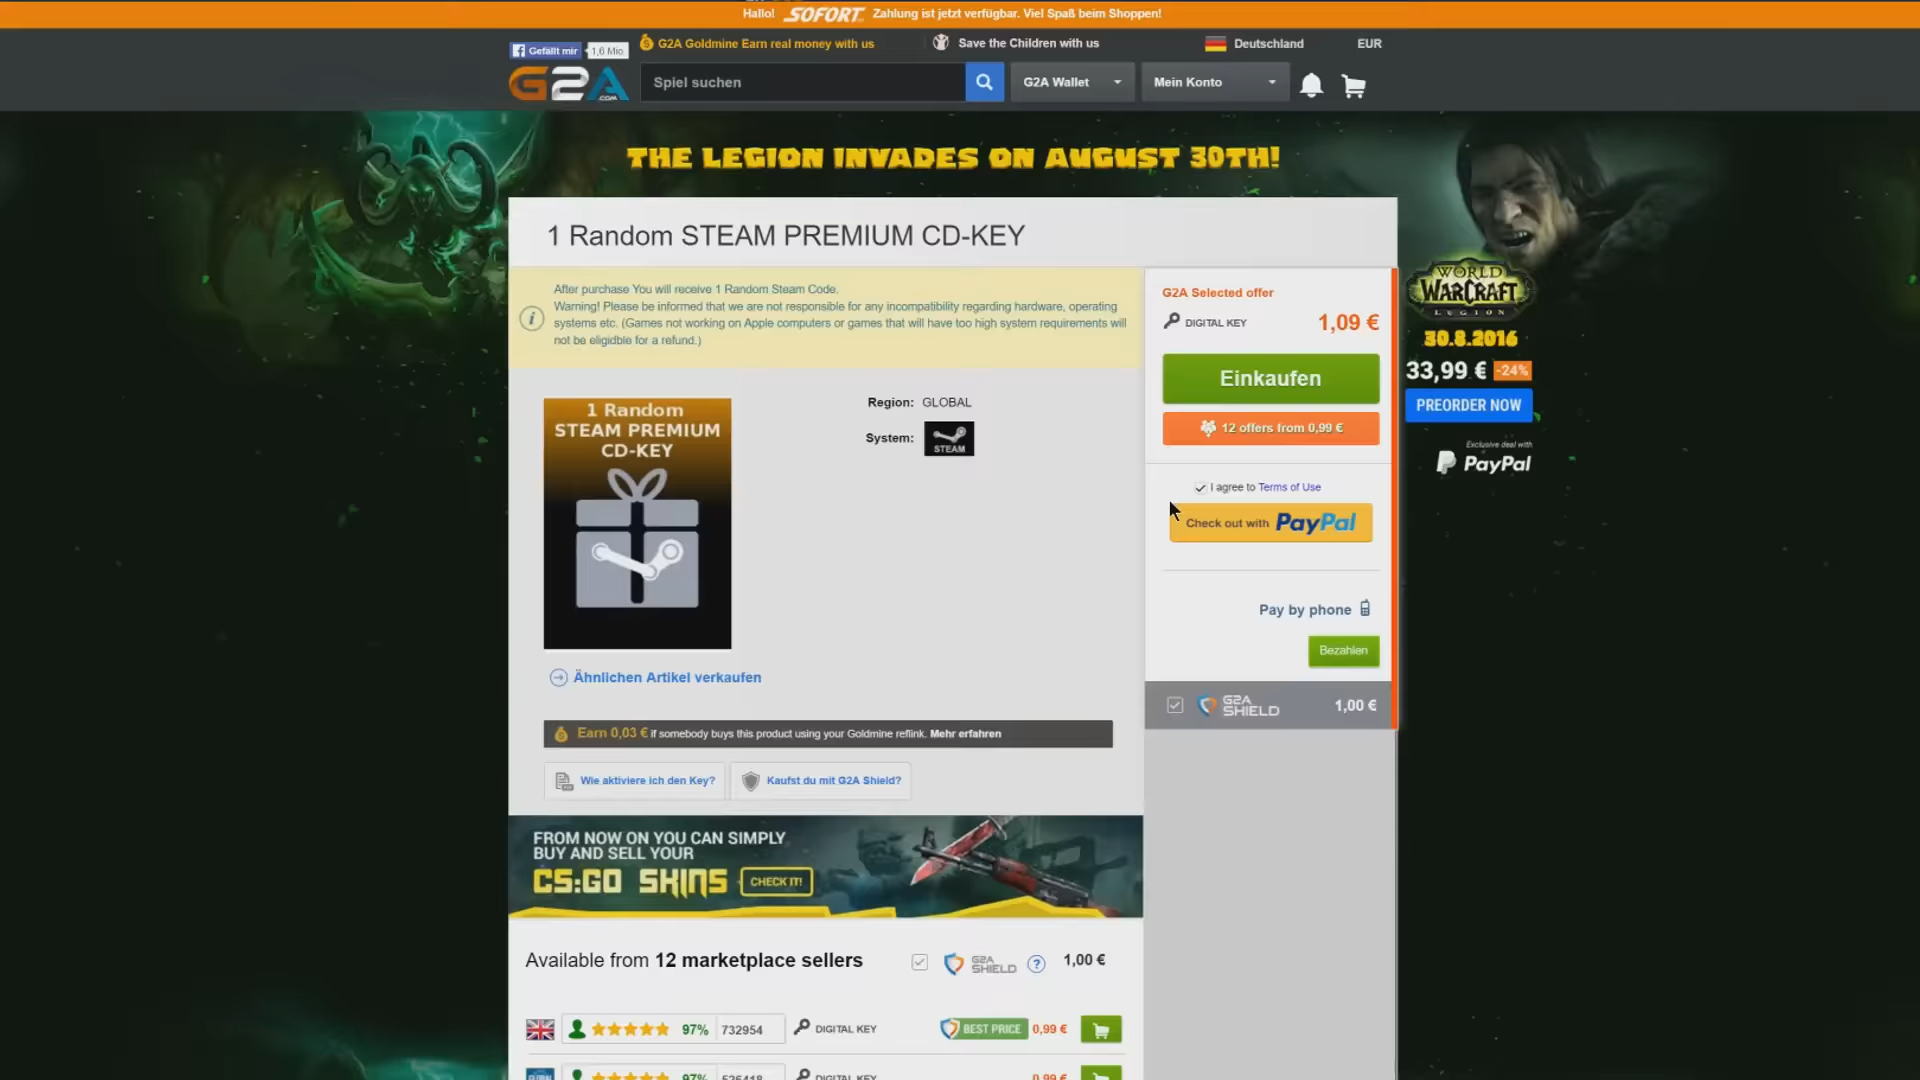 Hallo! SOFORT Zahlung ist jetzt verfügbar. Viel Spaß beim Shoppen!
Gefällt mir 1,6 Mio
G2A Goldmine Earn real money with us
Save the Children with us
Deutschland
EUR
G2A.COM
Spiel suchen
G2A Wallet
Mein Konto
THE LEGION INVADES ON AUGUST 30TH!
1 Random STEAM PREMIUM CD-KEY
After purchase You will receive 1 Random Steam Code.
Warning! Please be informed that we are not responsible for any incompatibility regarding hardware, operating
systems etc. (Games not working on Apple computers or games that will have too high system requirements will
not be eligidble for a refund.)
G2A Selected offer
DIGITAL KEY 1,09 €
Einkaufen
12 offers from 0,99 €
I agree to Terms of Use
Check out with PayPal
Pay by phone
Bezahlen
G2A SHIELD 1,00 €
WORLD
WARCRAFT
LEGION
30.8.2016
33,99 € -24%
PREORDER NOW
Exclusive deal with
PayPal
1 Random
STEAM PREMIUM
CD-KEY
Region: GLOBAL
System: STEAM
Ähnlichen Artikel verkaufen
Earn 0,03 € if somebody buys this product using your Goldmine reflink. Mehr erfahren
Wie aktiviere ich den Key?
Kaufst du mit G2A Shield?
FROM NOW ON YOU CAN SIMPLY
BUY AND SELL YOUR
CS:GO SKINS CHECK IT!
Available from 12 marketplace sellers
G2A SHIELD ? 1,00 €
97% 732954 DIGITAL KEY BEST PRICE 0,99 €
97% DIGITAL KEY 0,99 €